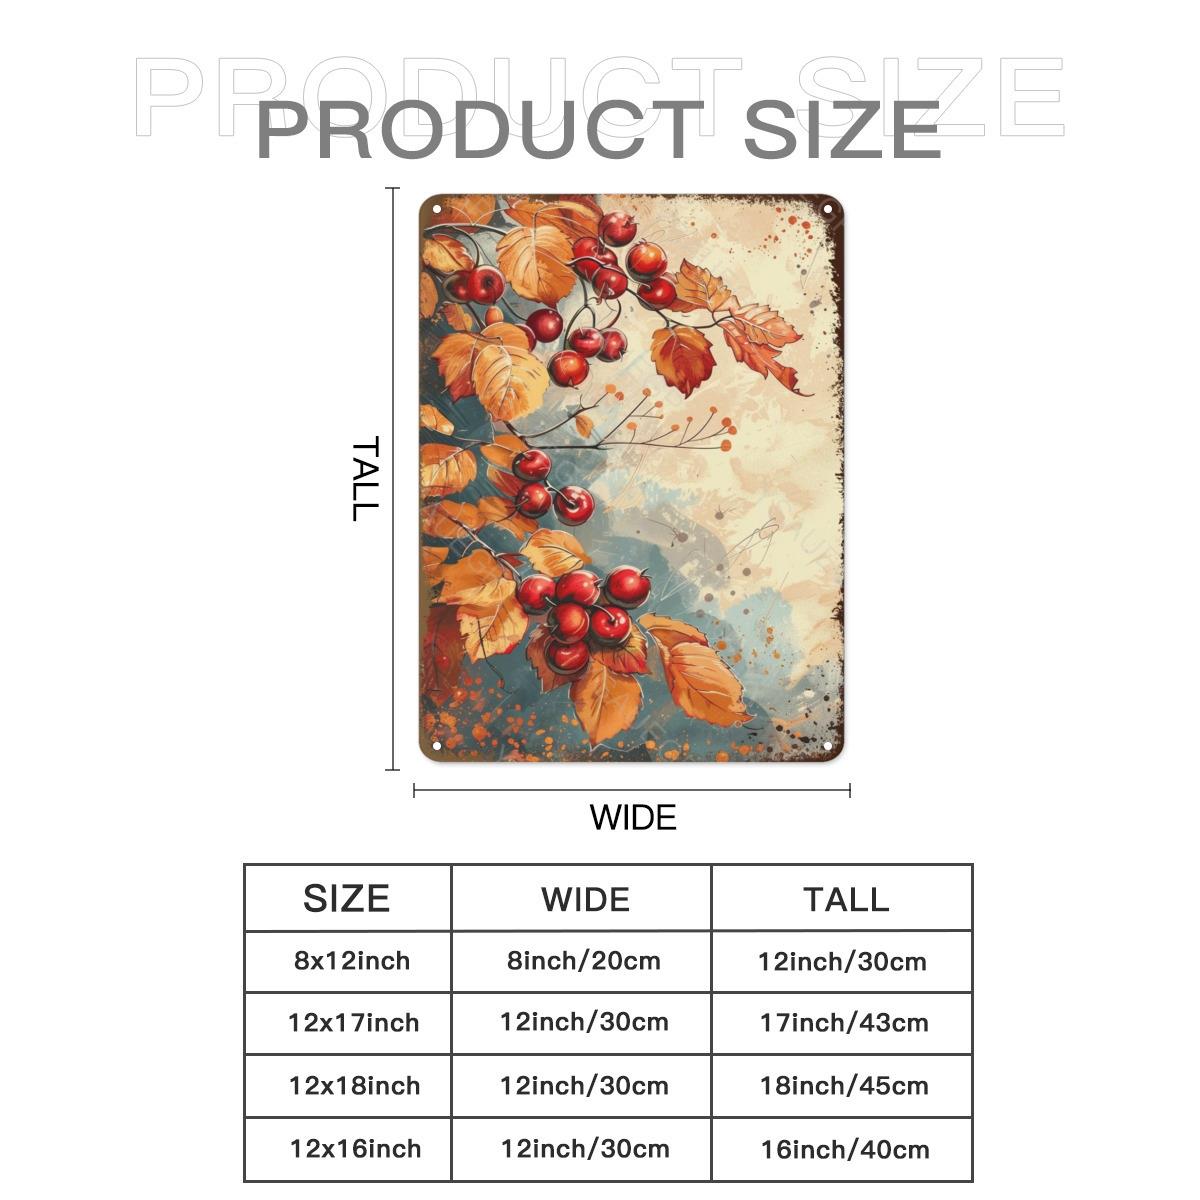 PRODUCT SIZE
PRODUCT SIZE
TALL
WIDE
SIZE WIDE TALL
8x12inch 8inch/20cm 12inch/30cm
12x17inch 12inch/30cm 17inch/43cm
12x18inch 12inch/30cm 18inch/45cm
12x16inch 12inch/30cm 16inch/40cm